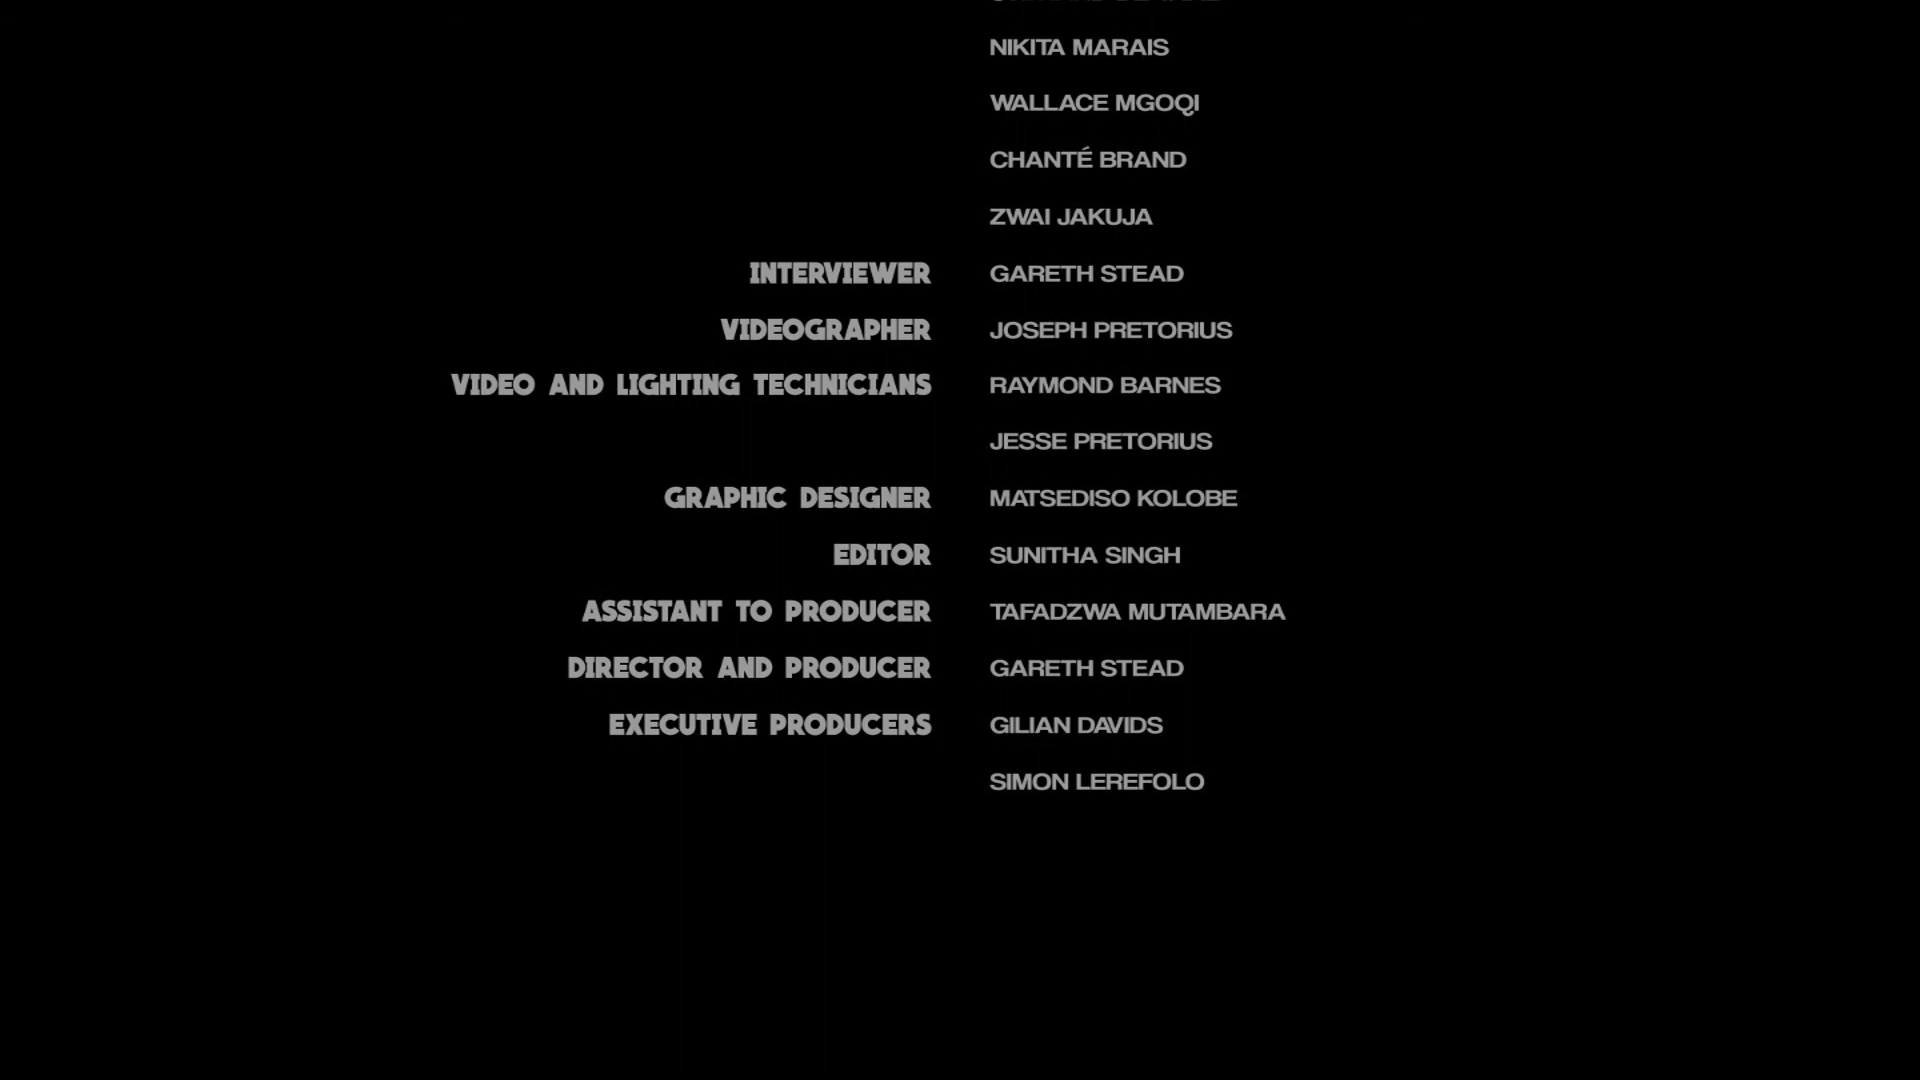 NIKITA MARAIS
WALLACE MGOQI
CHANTÉ BRAND
ZWAI JAKUJA
INTERVIEWER GARETH STEAD
VIDEOGRAPHER JOSEPH PRETORIUS
VIDEO AND LIGHTING TECHNICIANS RAYMOND BARNES
JESSE PRETORIUS
GRAPHIC DESIGNER MATSEDISO KOLOBE
EDITOR SUNITHA SINGH
ASSISTANT TO PRODUCER TAFADZWA MUTAMBARA
DIRECTOR AND PRODUCER GARETH STEAD
EXECUTIVE PRODUCERS GILIAN DAVIDS
SIMON LEREFOLO